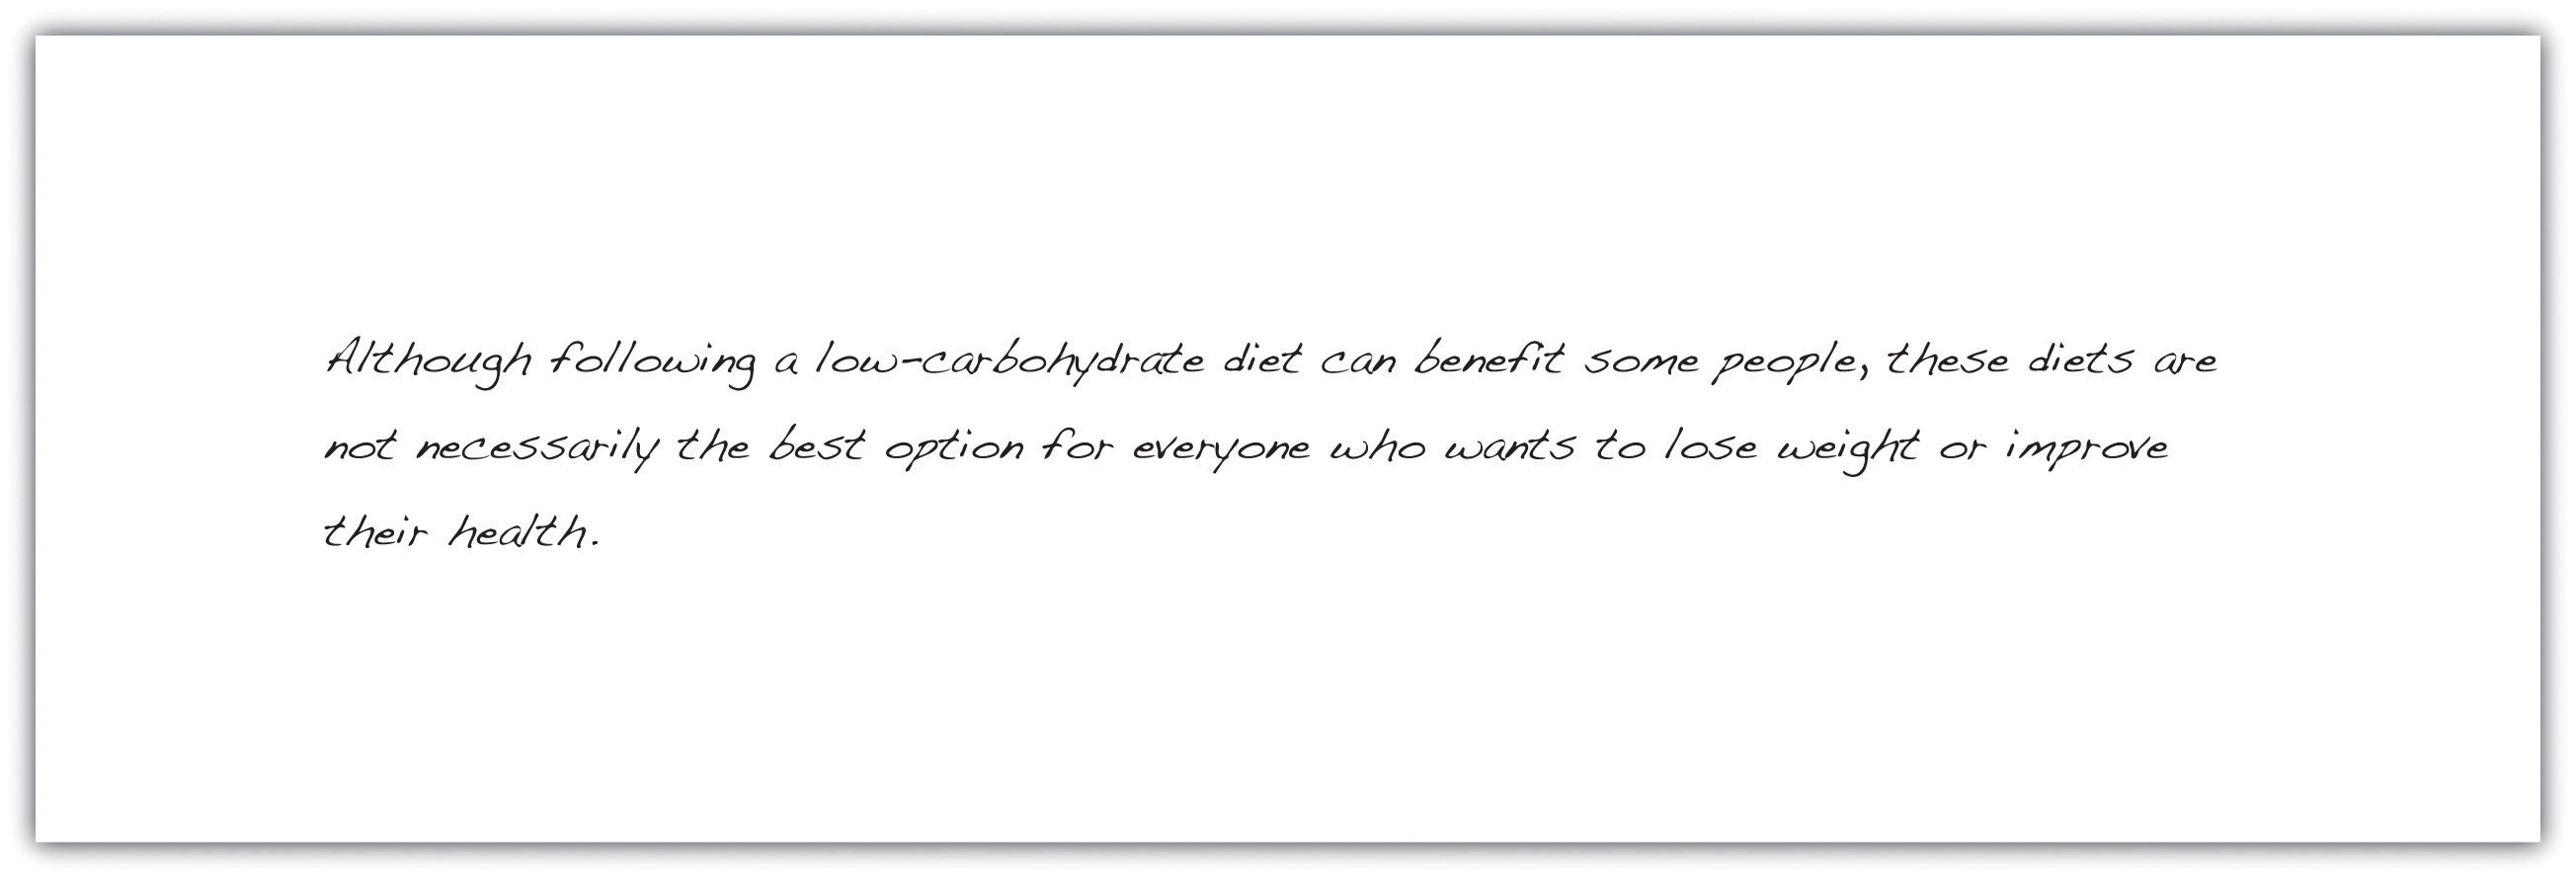 Although following a low-carbohydrate diet can benefit some people, these diets are
not necessarily the best option for everyone who wants to lose weight or improve
their health.